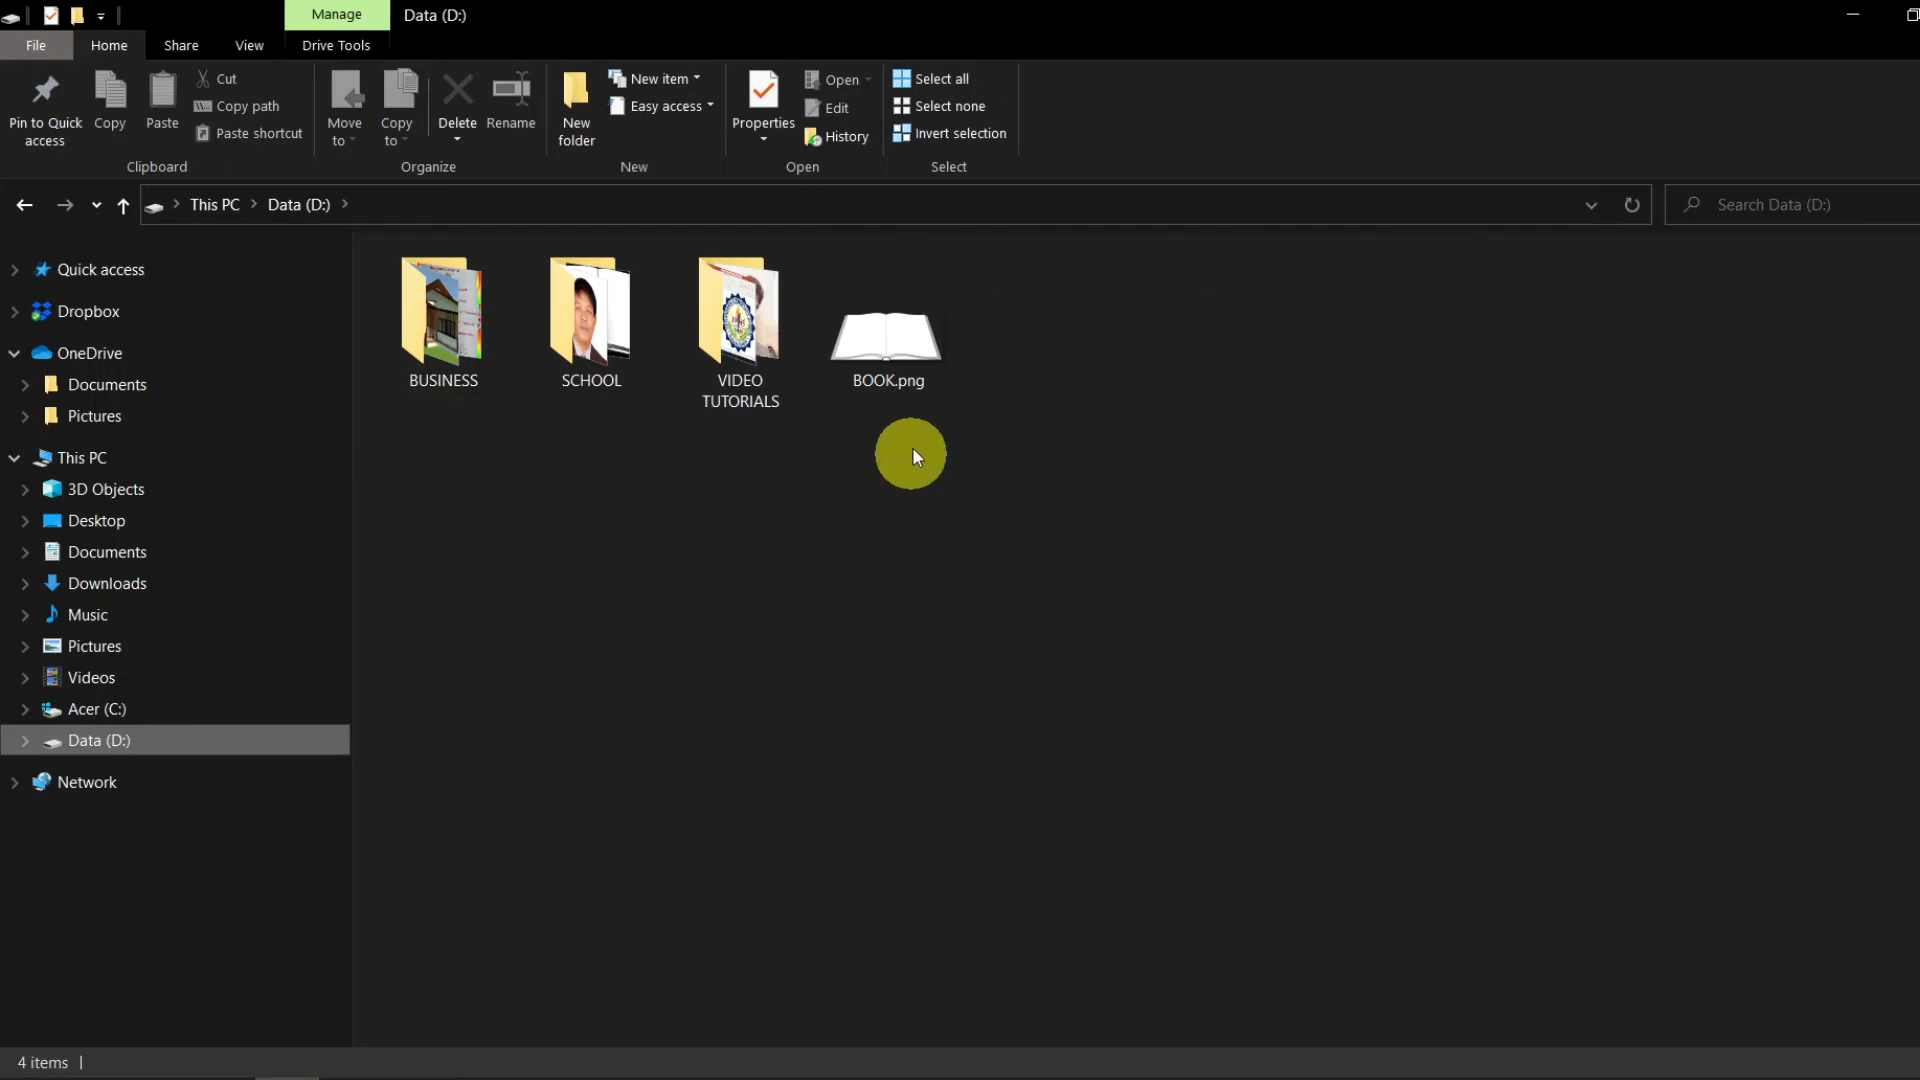 Manage
Data (D:)
File
Home
Share
View
Drive Tools
Pin to Quick
access
Copy
Paste
Cut
Copy path
Paste shortcut
Clipboard
Move
to
Copy
to
Delete
Rename
Organize
New
folder
New item
Easy access
New
Properties
Open
Edit
History
Open
Select all
Select none
Invert selection
Select
This PC
Data (D:)
Search Data (D:)
Quick access
Dropbox
OneDrive
Documents
Pictures
This PC
3D Objects
Desktop
Documents
Downloads
Music
Pictures
Videos
Acer (C:)
Data (D:)
Network
BUSINESS
SCHOOL
VIDEO
TUTORIALS
BOOK.png
4 items